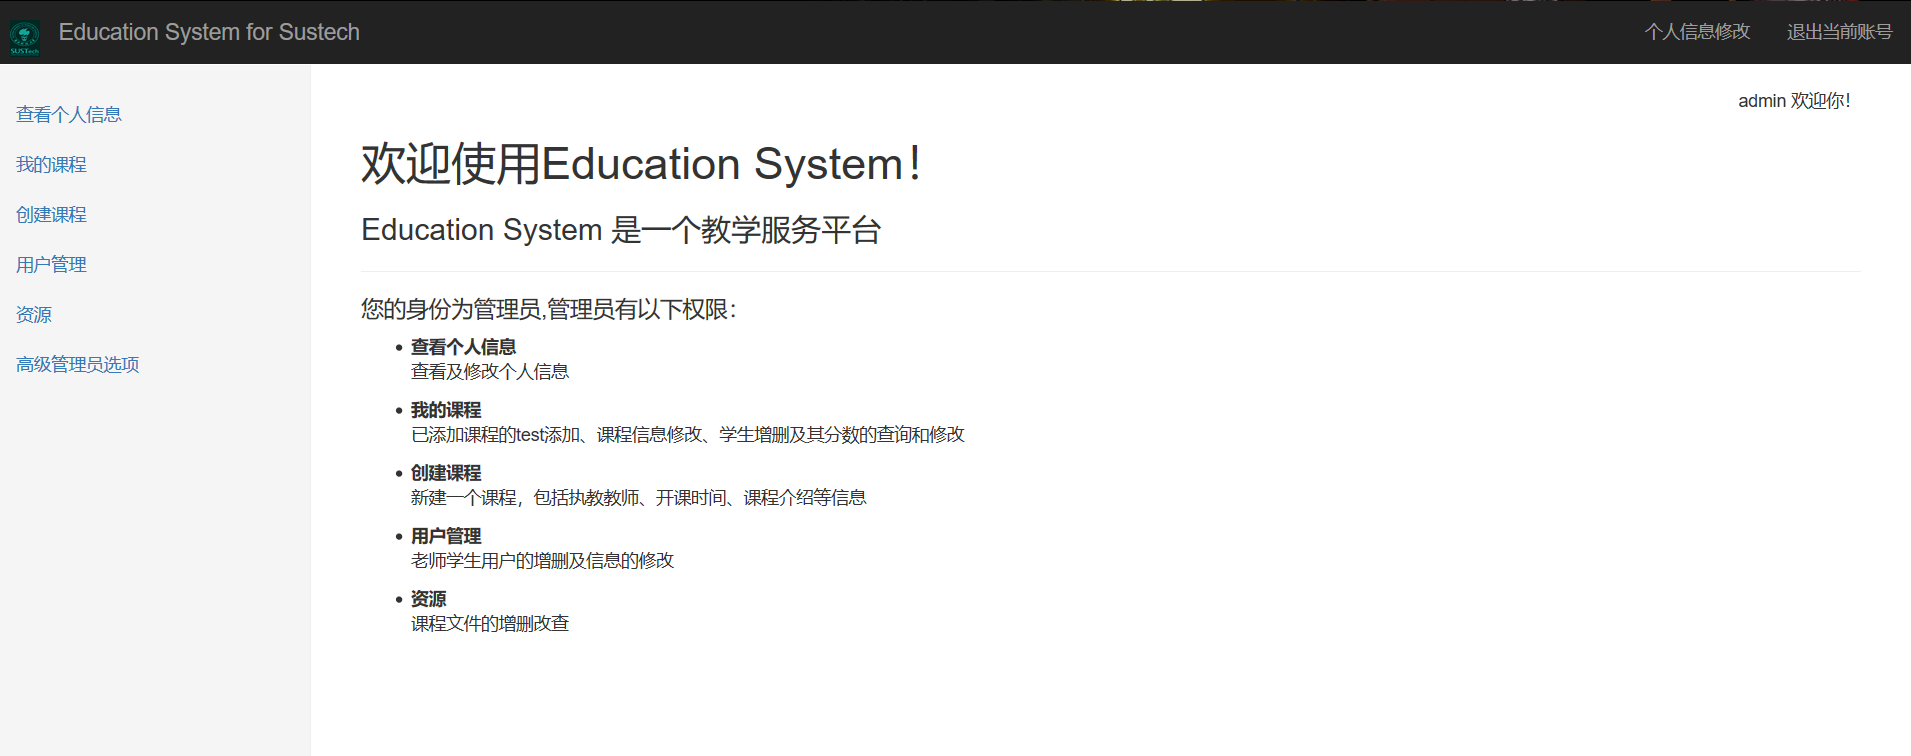 SUSTech
Education System for Sustech
个人信息修改
退出当前账号
查看个人信息
我的课程
创建课程
用户管理
资源
高级管理员选项
admin 欢迎你！
欢迎使用Education System！
Education System 是一个教学服务平台
您的身份为管理员,管理员有以下权限：
查看个人信息
查看及修改个人信息
我的课程
已添加课程的test添加、课程信息修改、学生增删及其分数的查询和修改
创建课程
新建一个课程，包括执教教师、开课时间、课程介绍等信息
用户管理
老师学生用户的增删及信息的修改
资源
课程文件的增删改查